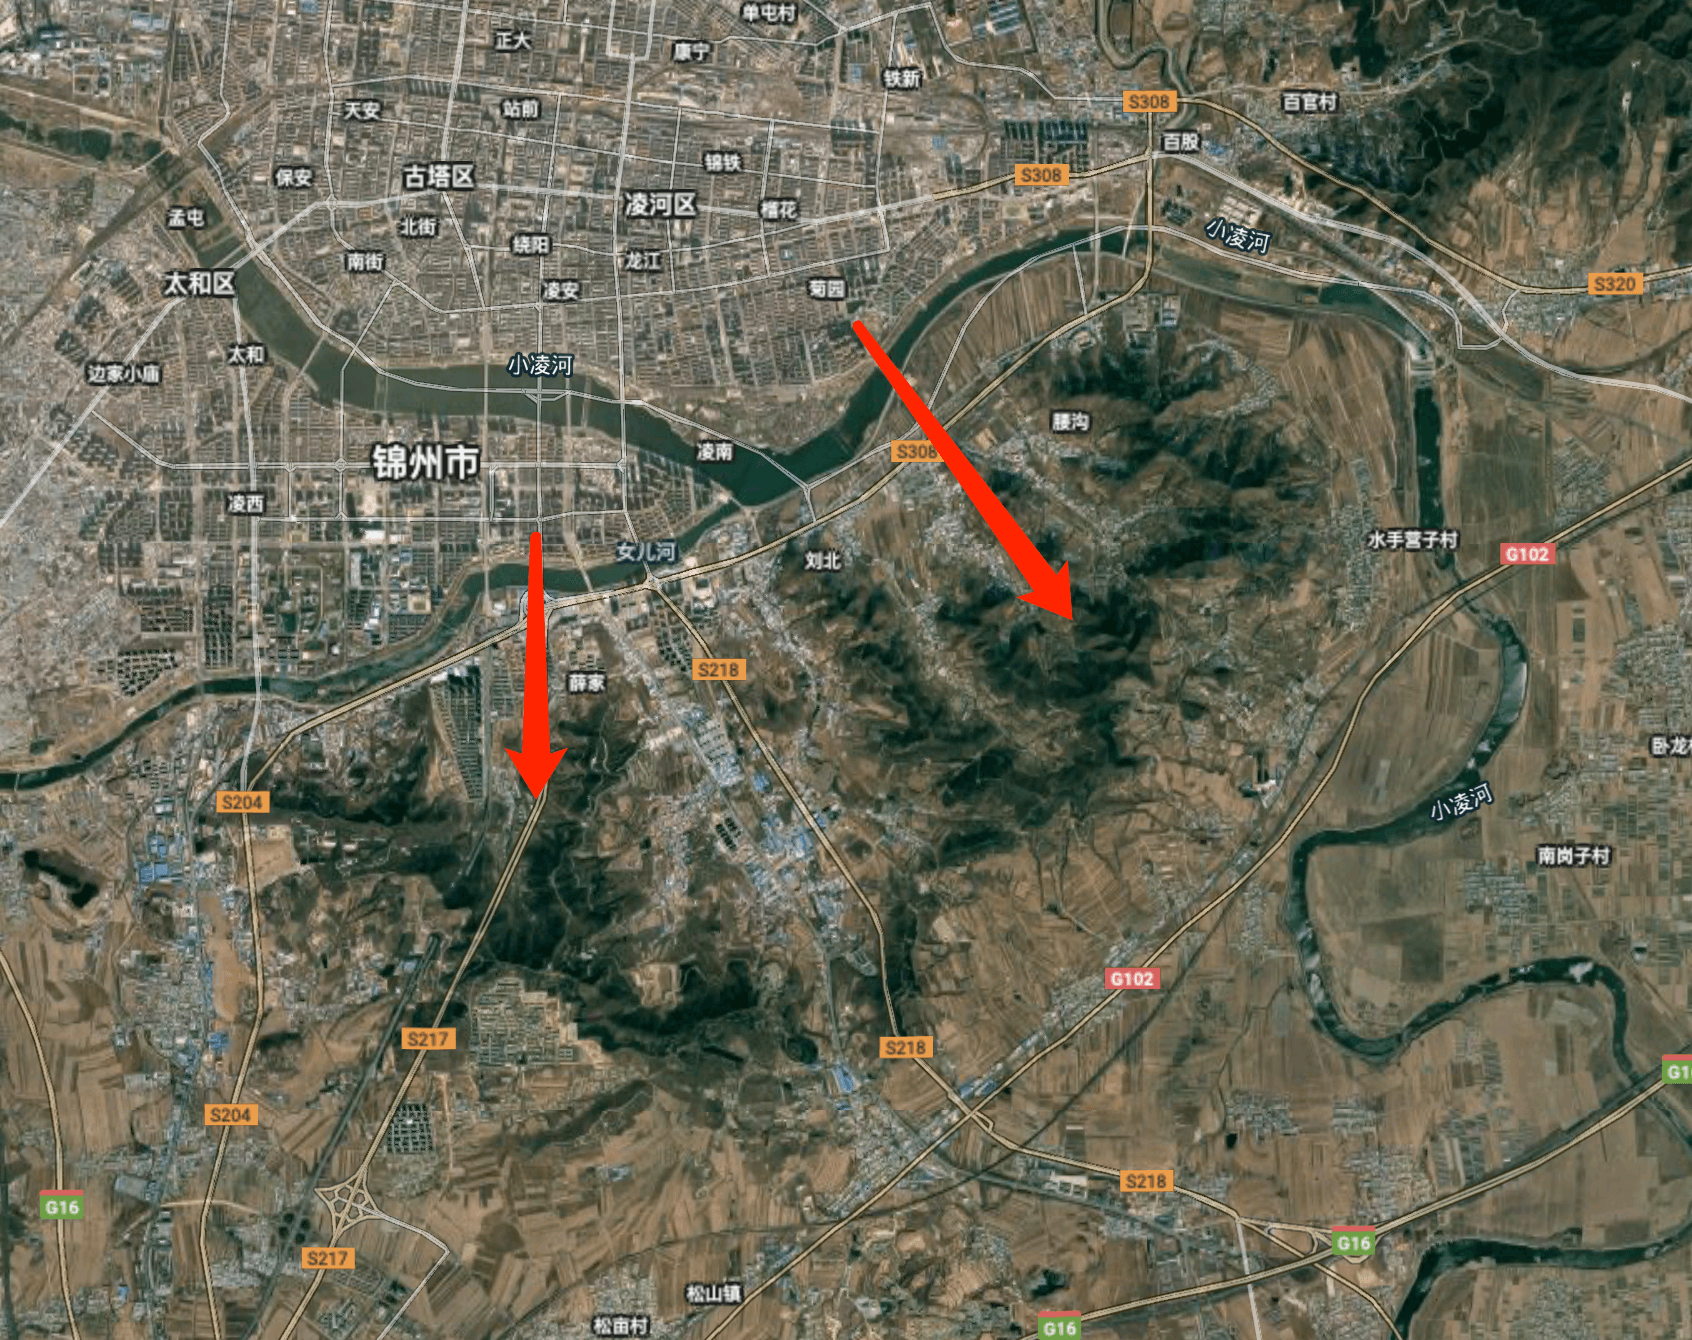 单屯村
正大
康宁
铁新
S308
百官村
天安
站前
百股
锦铁
S308
保安
古塔区
凌河区
榴花
孟屯
北街
小凌河
绕阳
南街
龙江
太和区
凌安
菊园
S320
太和
小凌河
边家小庙
腰沟
S308
凌南
锦州市
凌西
水手营子村
G102
女儿河
刘北
S218
薛家
卧龙
S204
小凌河
南岗子村
G102
S217
S218
G1
S204
S218
G16
G16
S217
松山镇
松亩村
G16